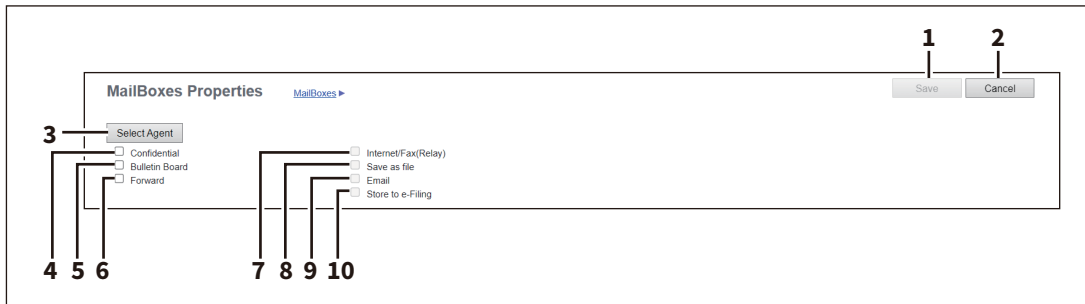 1 2
MailBoxes Properties MailBoxes ▶ Save Cancel
3 Select Agent
Confidential Internet/Fax(Relay)
Bulletin Board Save as file
Forward Email
Store to e-Filing
4 5 6 7 8 9 10